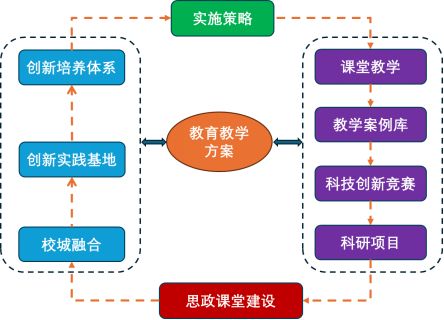 实施策略
创新培养体系
创新实践基地
校城融合
教育教学
方案
课堂教学
教学案例库
科技创新竞赛
科研项目
思政课堂建设